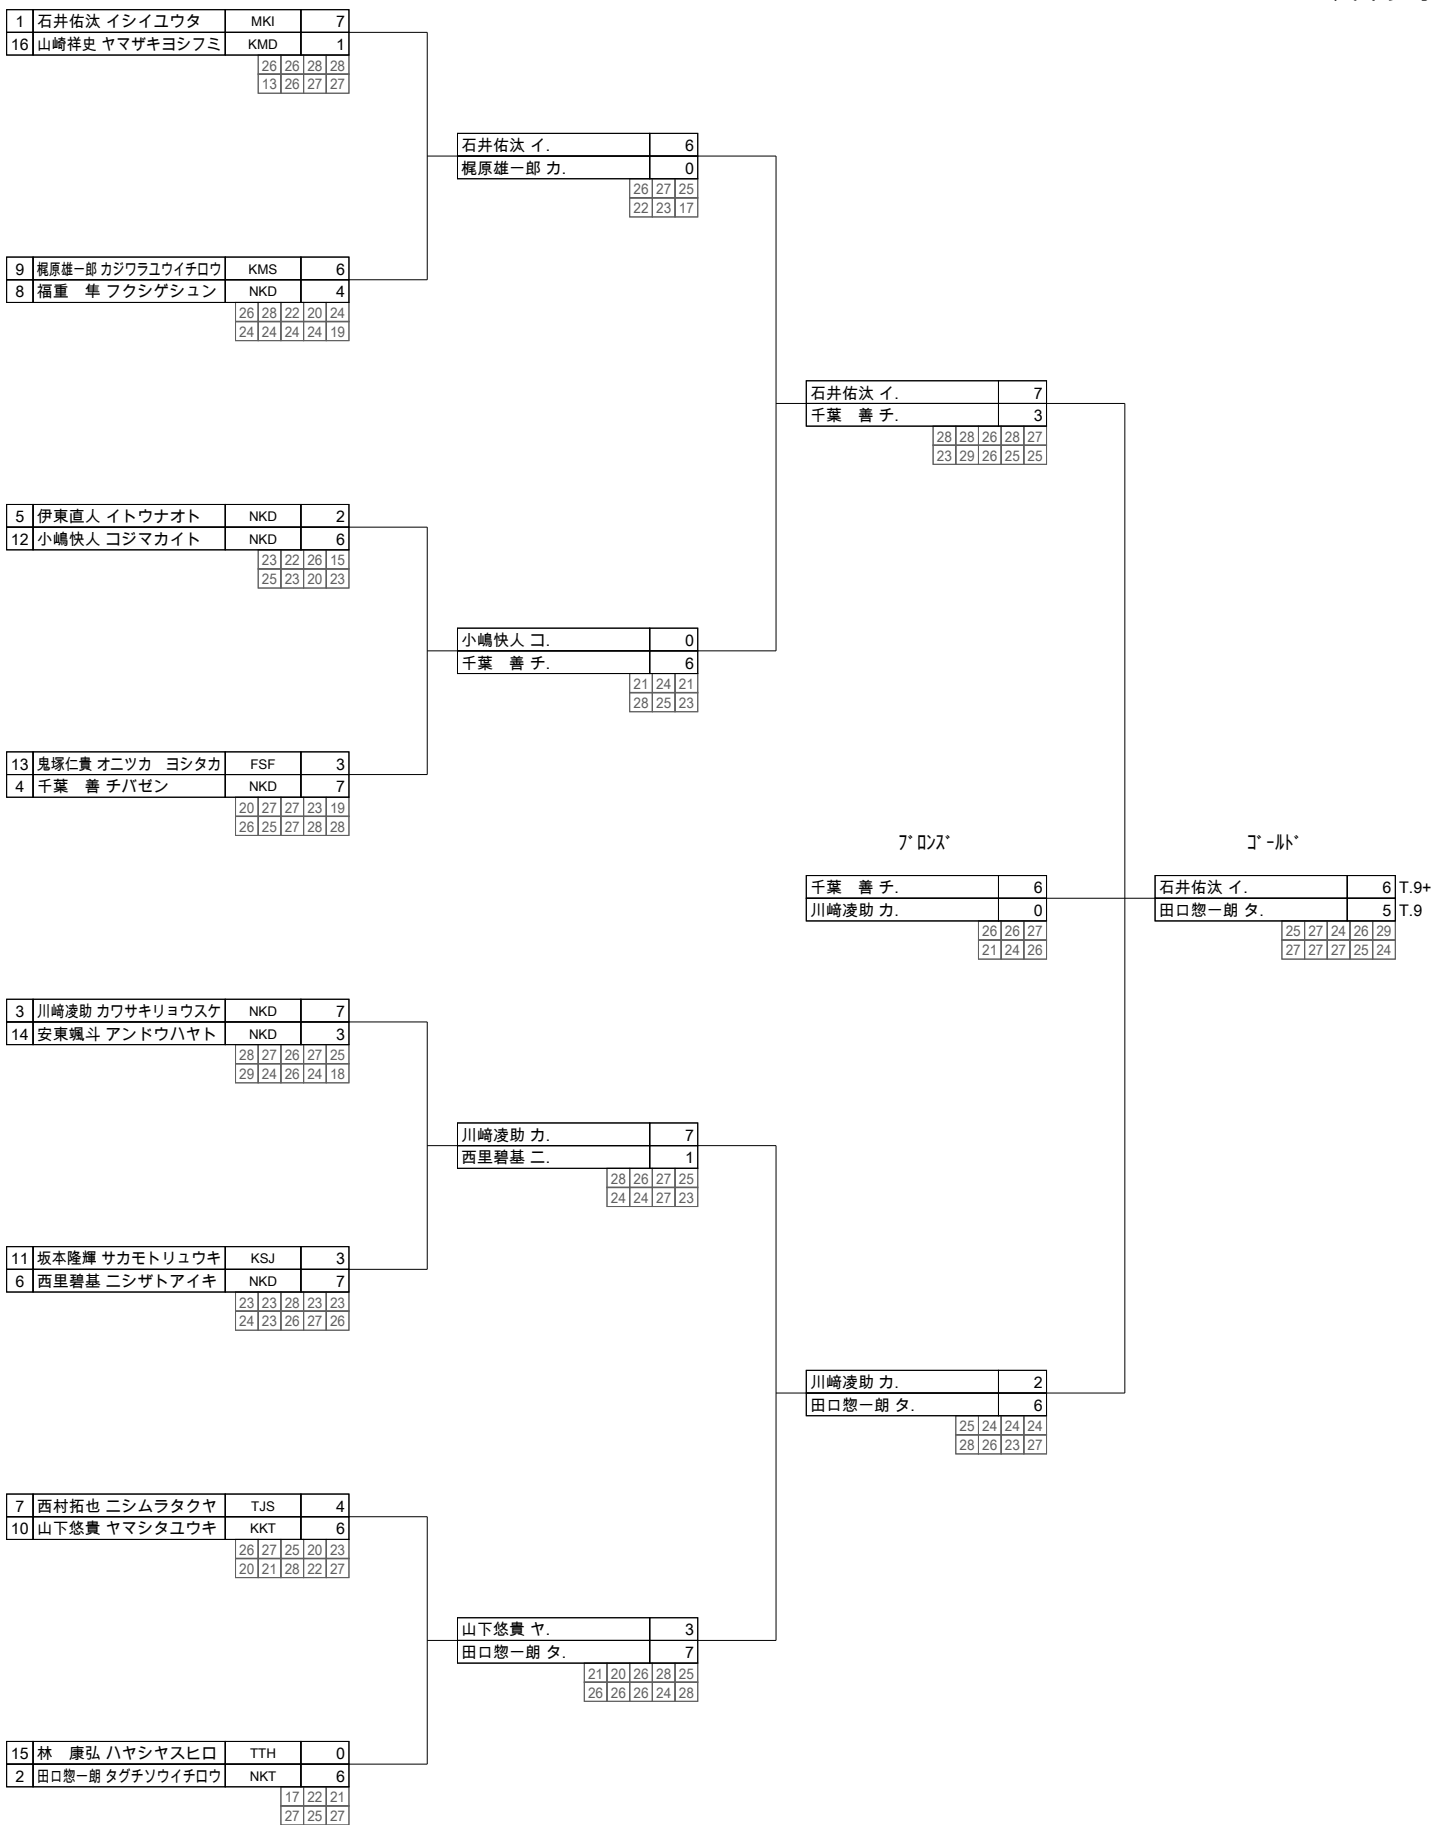 1 石井佑汰 イシイユウタ MKI 7
16 山崎祥史 ヤマザキヨシフミ KMD 1
26 26 28 28
13 26 27 27
石井佑汰 イ. 6
梶原雄一郎 カ. 0
26 27 25
22 23 17
9 梶原雄一郎 カジワラユウイチロウ KMS 6
8 福重　隼 フクシゲシュン NKD 4
26 28 22 20 24
24 24 24 24 19
石井佑汰 イ. 7
千葉　善 チ. 3
28 28 26 28 27
23 29 26 25 25
5 伊東直人 イトウナオト NKD 2
12 小嶋快人 コジマカイト NKD 6
23 22 26 15
25 23 20 23
小嶋快人 コ. 0
千葉　善 チ. 6
21 24 21
28 25 23
13 鬼塚仁貴 オニツカ　ヨシタカ FSF 3
4 千葉　善 チバゼン NKD 7
20 27 27 23 19
26 25 27 28 28
ﾌﾞﾛﾝｽﾞ
千葉　善 チ. 6
川﨑凌助 カ. 0
26 26 27
21 24 26
ｺﾞｰﾙﾄﾞ
石井佑汰 イ. 6 T.9+
田口惣一朗 タ. 5 T.9
25 27 24 26 29
27 27 27 25 24
3 川﨑凌助 カワサキリョウスケ NKD 7
14 安東颯斗 アンドウハヤト NKD 3
28 27 26 27 25
29 24 26 24 18
川﨑凌助 カ. 7
西里碧基 ニ. 1
28 26 27 25
24 24 27 23
11 坂本隆輝 サカモトリュウキ KSJ 3
6 西里碧基 ニシザトアイキ NKD 7
23 23 28 23 23
24 23 26 27 26
川﨑凌助 カ. 2
田口惣一朗 タ. 6
25 24 24 24
28 26 23 27
7 西村拓也 ニシムラタクヤ TJS 4
10 山下悠貴 ヤマシタユウキ KKT 6
26 27 25 20 23
20 21 28 22 27
山下悠貴 ヤ. 3
田口惣一朗 タ. 7
21 20 26 28 25
26 26 26 24 28
15 林　康弘 ハヤシヤスヒロ TTH 0
2 田口惣一朗 タグチソウイチロウ NKT 6
17 22 21
27 25 27